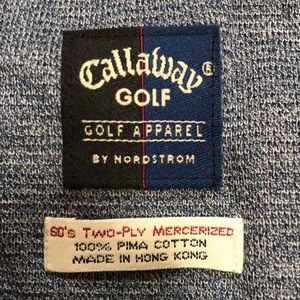 Callaway®
GOLF
GOLF APPAREL
BY NORDSTROM
60's Two-Ply Mercerized
100% PIMA COTTON
MADE IN HONG KONG